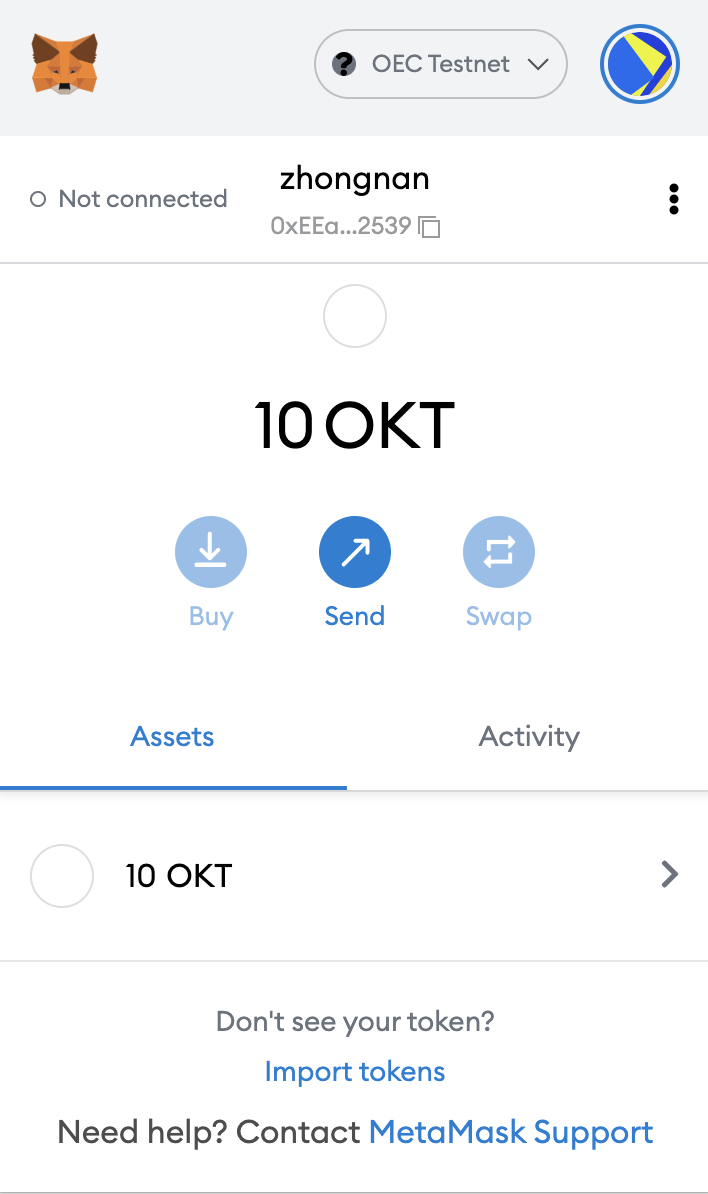 OEC Testnet
Not connected
zhongnan
0xEEa...2539
10 OKT
Buy
Send
Swap
Assets
Activity
10 OKT
Don't see your token?
Import tokens
Need help? Contact MetaMask Support